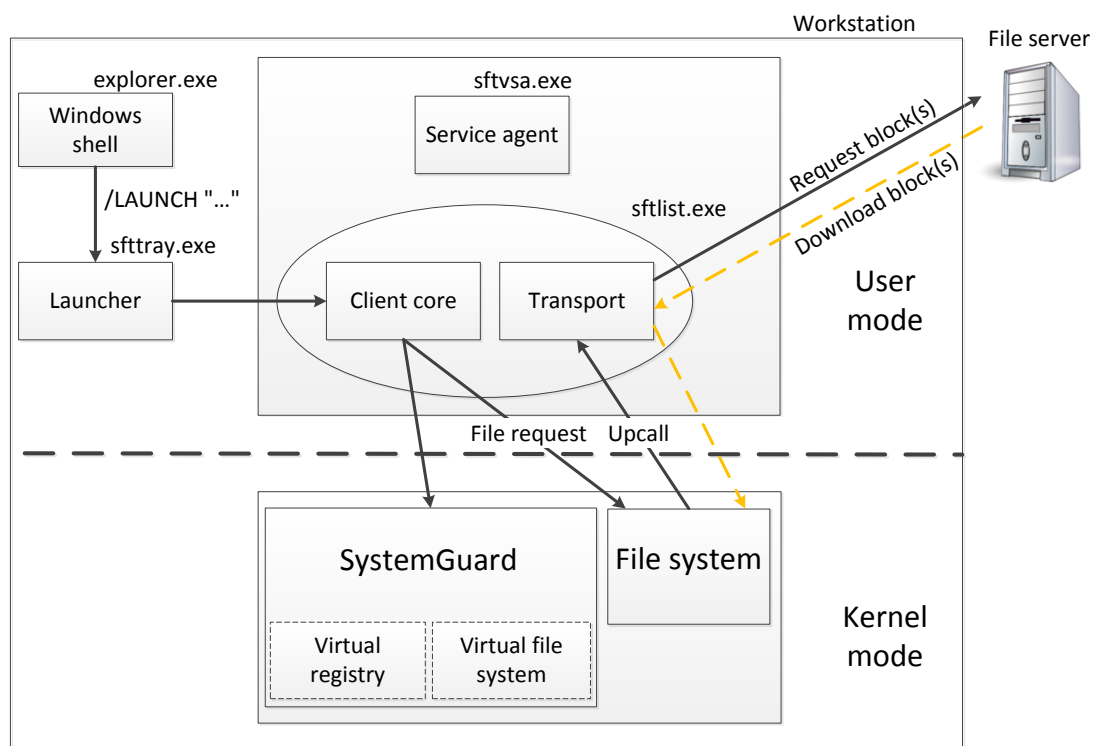 Workstation
File server
explorer.exe
Windows
shell
sftvsa.exe
Service agent
Request block(s)
Download block(s)
/LAUNCH "..."
sfttray.exe
sftlist.exe
Launcher
Client core
Transport
User
mode
File request
Upcall
SystemGuard
File system
Virtual
registry
Virtual file
system
Kernel
mode